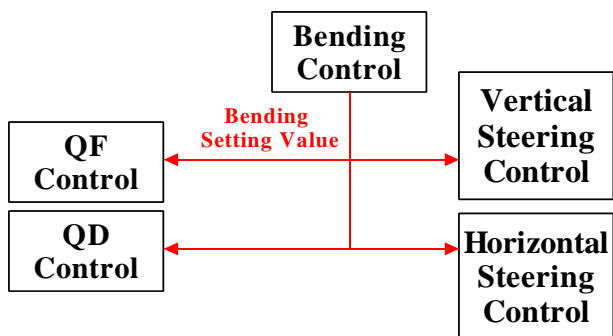 Bending
Control
Bending
Setting Value
Vertical
Steering
Control
QF
Control
QD
Control
Horizontal
Steering
Control